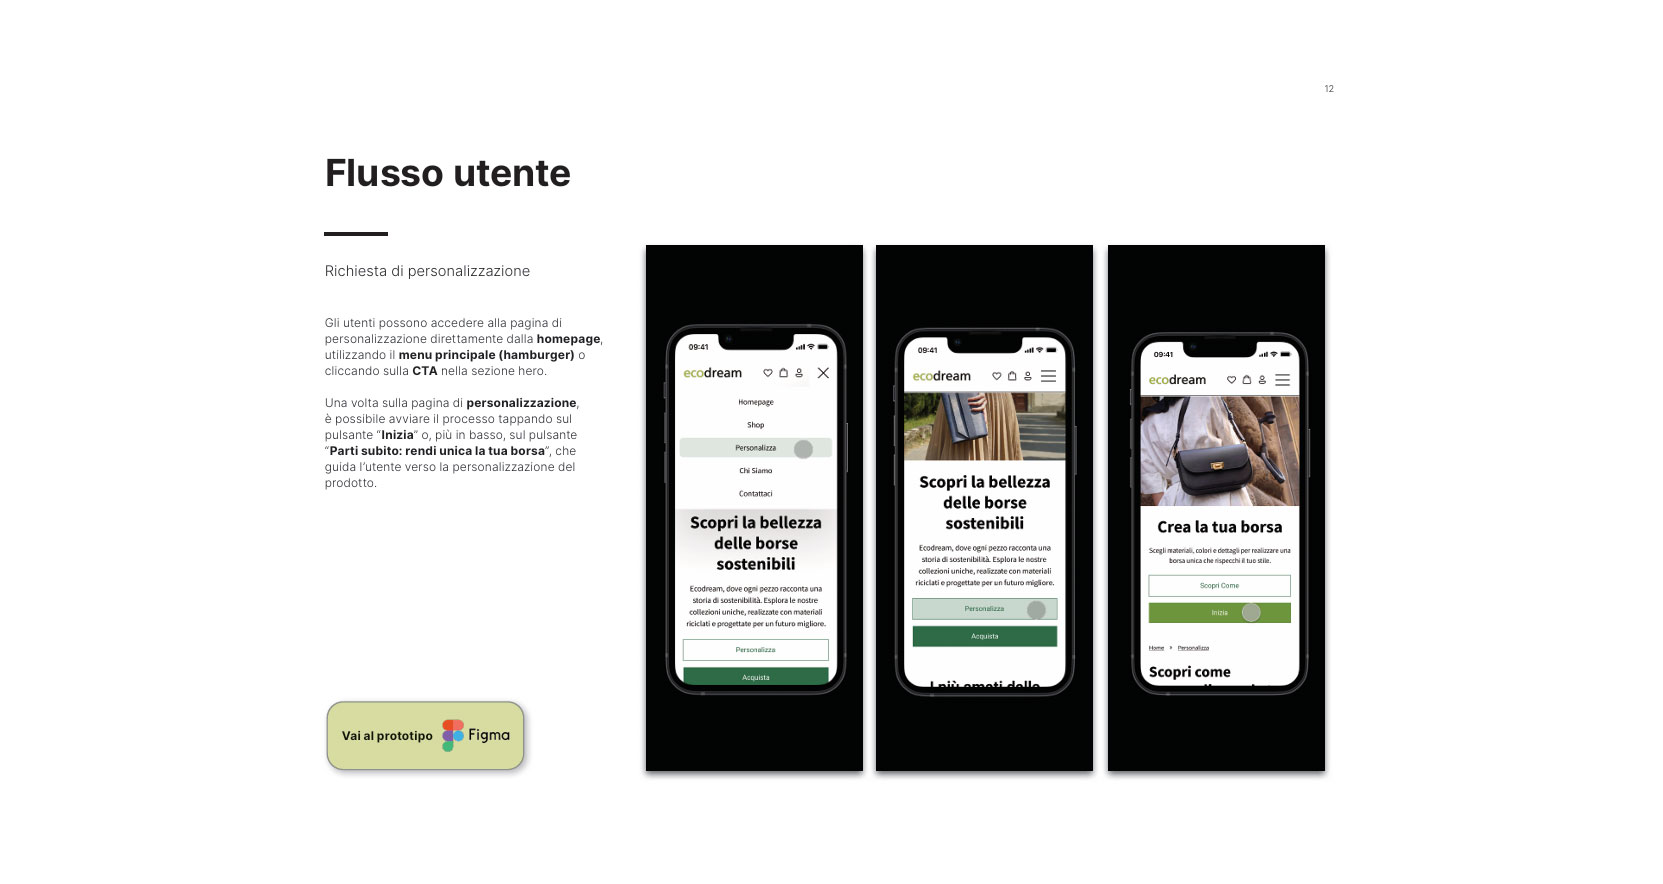 12
Flusso utente
Richiesta di personalizzazione
Gli utenti possono accedere alla pagina di
personalizzazione direttamente dalla homepage,
utilizzando il menu principale (hamburger) o
cliccando sulla CTA nella sezione hero.
Una volta sulla pagina di personalizzazione,
è possibile avviare il processo tappando sul
pulsante “Inizia” o, più in basso, sul pulsante
“Parti subito: rendi unica la tua borsa”, che
guida l’utente verso la personalizzazione del
prodotto.
Vai al prototipo Figma
09:41
ecodream
Homepage
Shop
Personalizza
Chi Siamo
Contattaci
Scopri la bellezza
delle borse
sostenibili
Ecodream, dove ogni pezzo racconta una
storia di sostenibilità. Esplora le nostre
collezioni uniche, realizzate con materiali
riciclati e progettate per un futuro migliore.
Personalizza
Acquista
09:41
ecodream
Scopri la bellezza
delle borse
sostenibili
Ecodream, dove ogni pezzo racconta una
storia di sostenibilità. Esplora le nostre
collezioni uniche, realizzate con materiali
riciclati e progettate per un futuro migliore.
Personalizza
Acquista
I più amati dello
09:41
ecodream
Crea la tua borsa
Scegli materiali, colori e dettagli per realizzare una
borsa unica che rispecchi il tuo stile.
Scopri Come
Inizia
Home > Personalizza
Scopri come